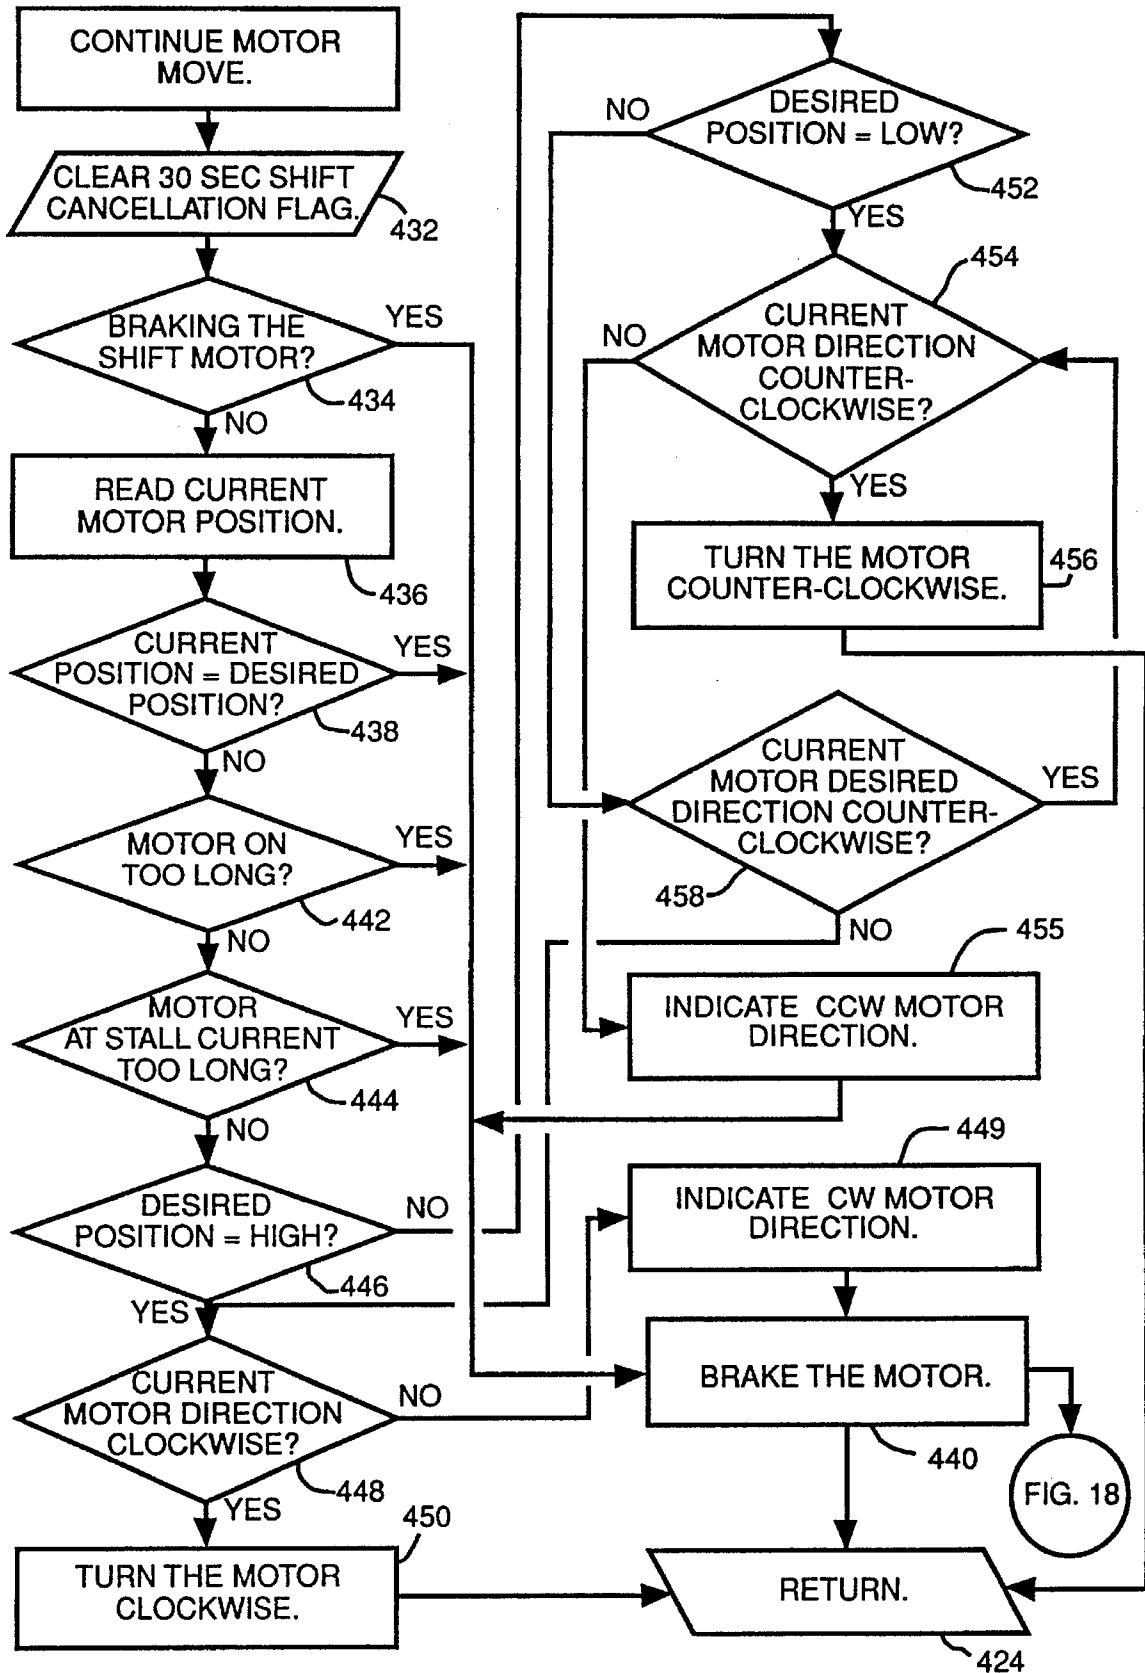 CONTINUE MOTOR
MOVE.
CLEAR 30 SEC SHIFT
CANCELLATION FLAG.
432
BRAKING THE
SHIFT MOTOR?
YES
434
NO
READ CURRENT
MOTOR POSITION.
436
CURRENT
POSITION = DESIRED
POSITION?
YES
438
NO
MOTOR ON
TOO LONG?
YES
442
NO
MOTOR
AT STALL CURRENT
TOO LONG?
YES
444
NO
DESIRED
POSITION = HIGH?
NO
446
YES
CURRENT
MOTOR DIRECTION
CLOCKWISE?
NO
448
YES
450
TURN THE MOTOR
CLOCKWISE.
DESIRED
POSITION = LOW?
NO
452
YES
454
CURRENT
MOTOR DIRECTION
COUNTER-
CLOCKWISE?
NO
YES
TURN THE MOTOR
COUNTER-CLOCKWISE.
456
CURRENT
MOTOR DESIRED
DIRECTION COUNTER-
CLOCKWISE?
YES
458
NO
455
INDICATE CCW MOTOR
DIRECTION.
449
INDICATE CW MOTOR
DIRECTION.
BRAKE THE MOTOR.
440
FIG. 18
RETURN.
424